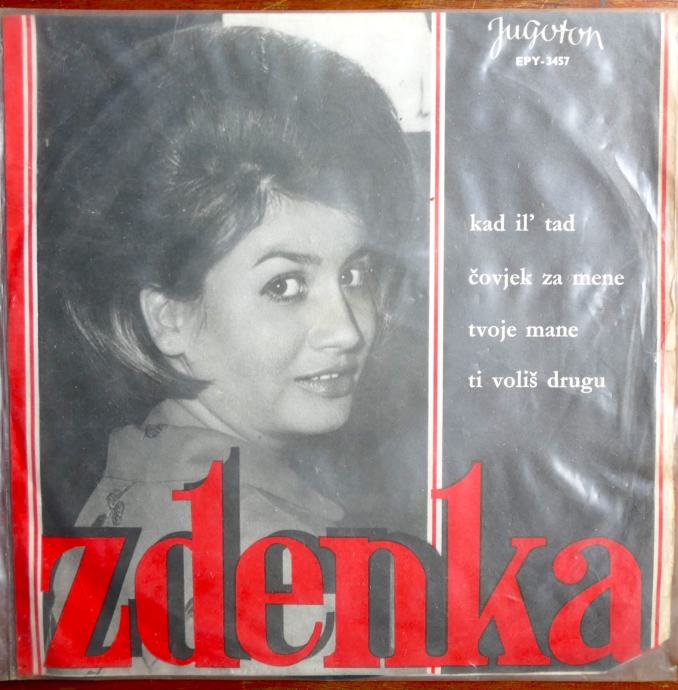 Jugoton
EPY-3457
kad il' tad
čovjek za mene
tvoje mane
ti voliš drugu
zdenka